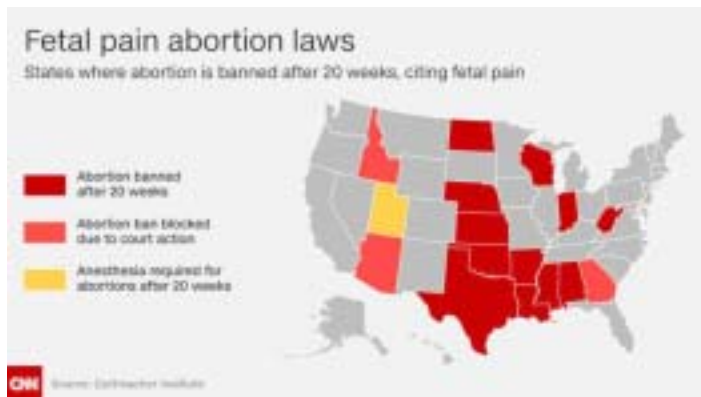 Fetal pain abortion laws
States where abortion is banned after 20 weeks, citing fetal pain
Abortion banned
after 20 weeks
Abortion ban blocked
due to court action
Anesthesia required for
abortions after 20 weeks
CNN Source: Guttmacher Institute